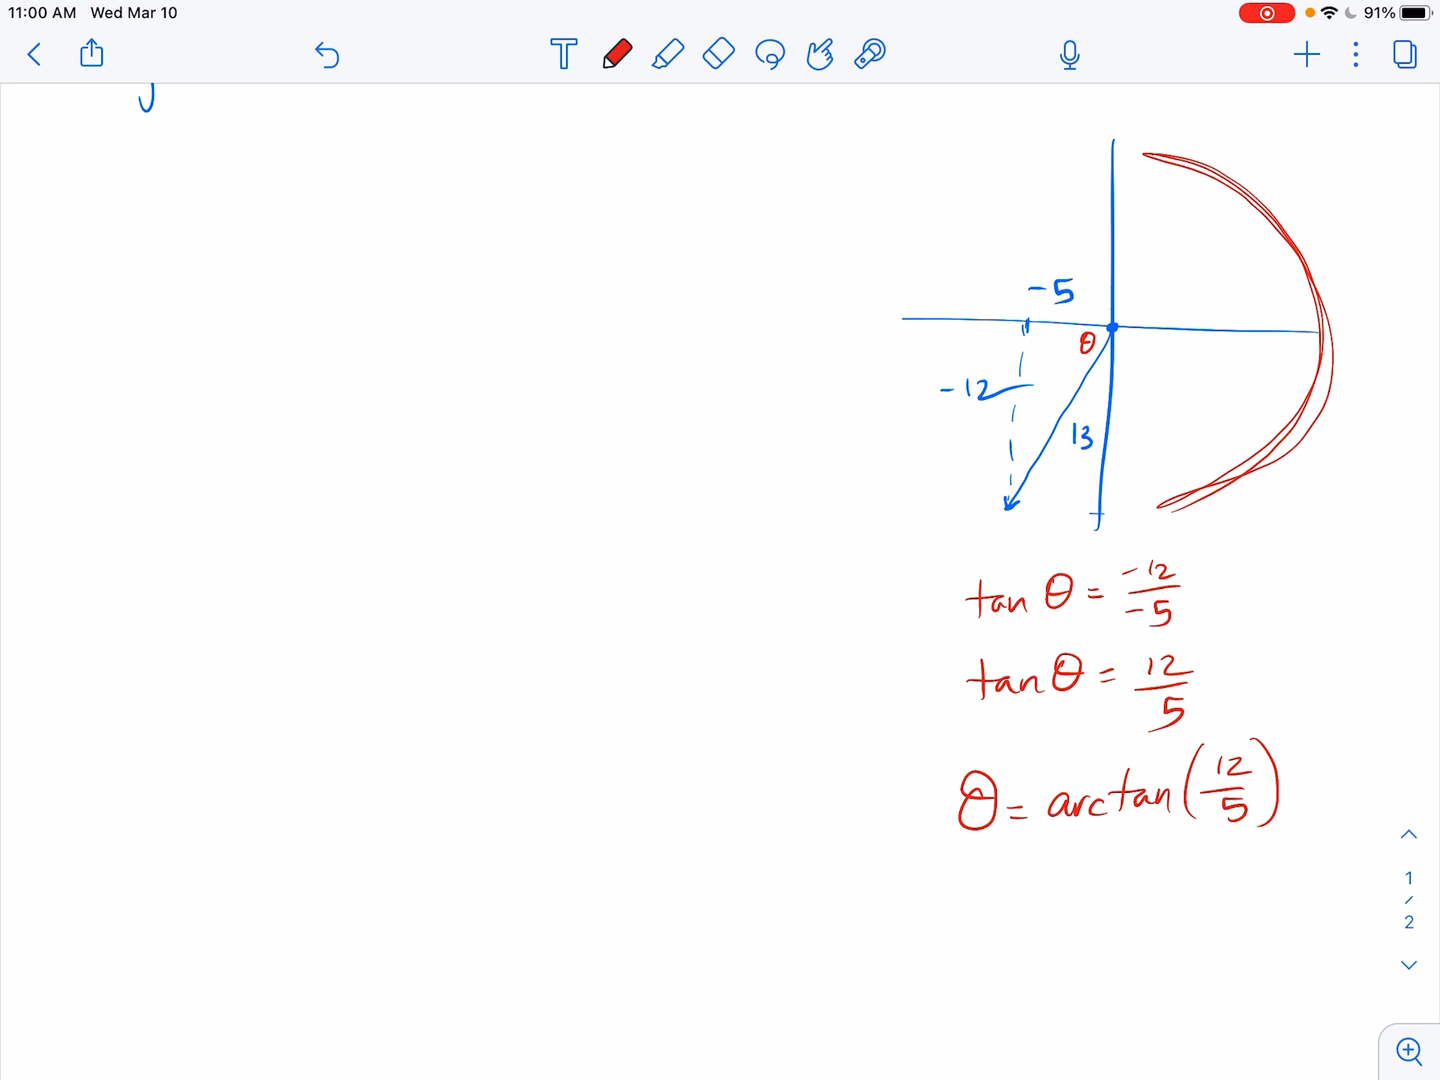 11:00 AM Wed Mar 10
91%
T
-5
θ
-12
13
tan θ = -12/-5
tan θ = 12/5
θ = arctan(12/5)
1
/
2